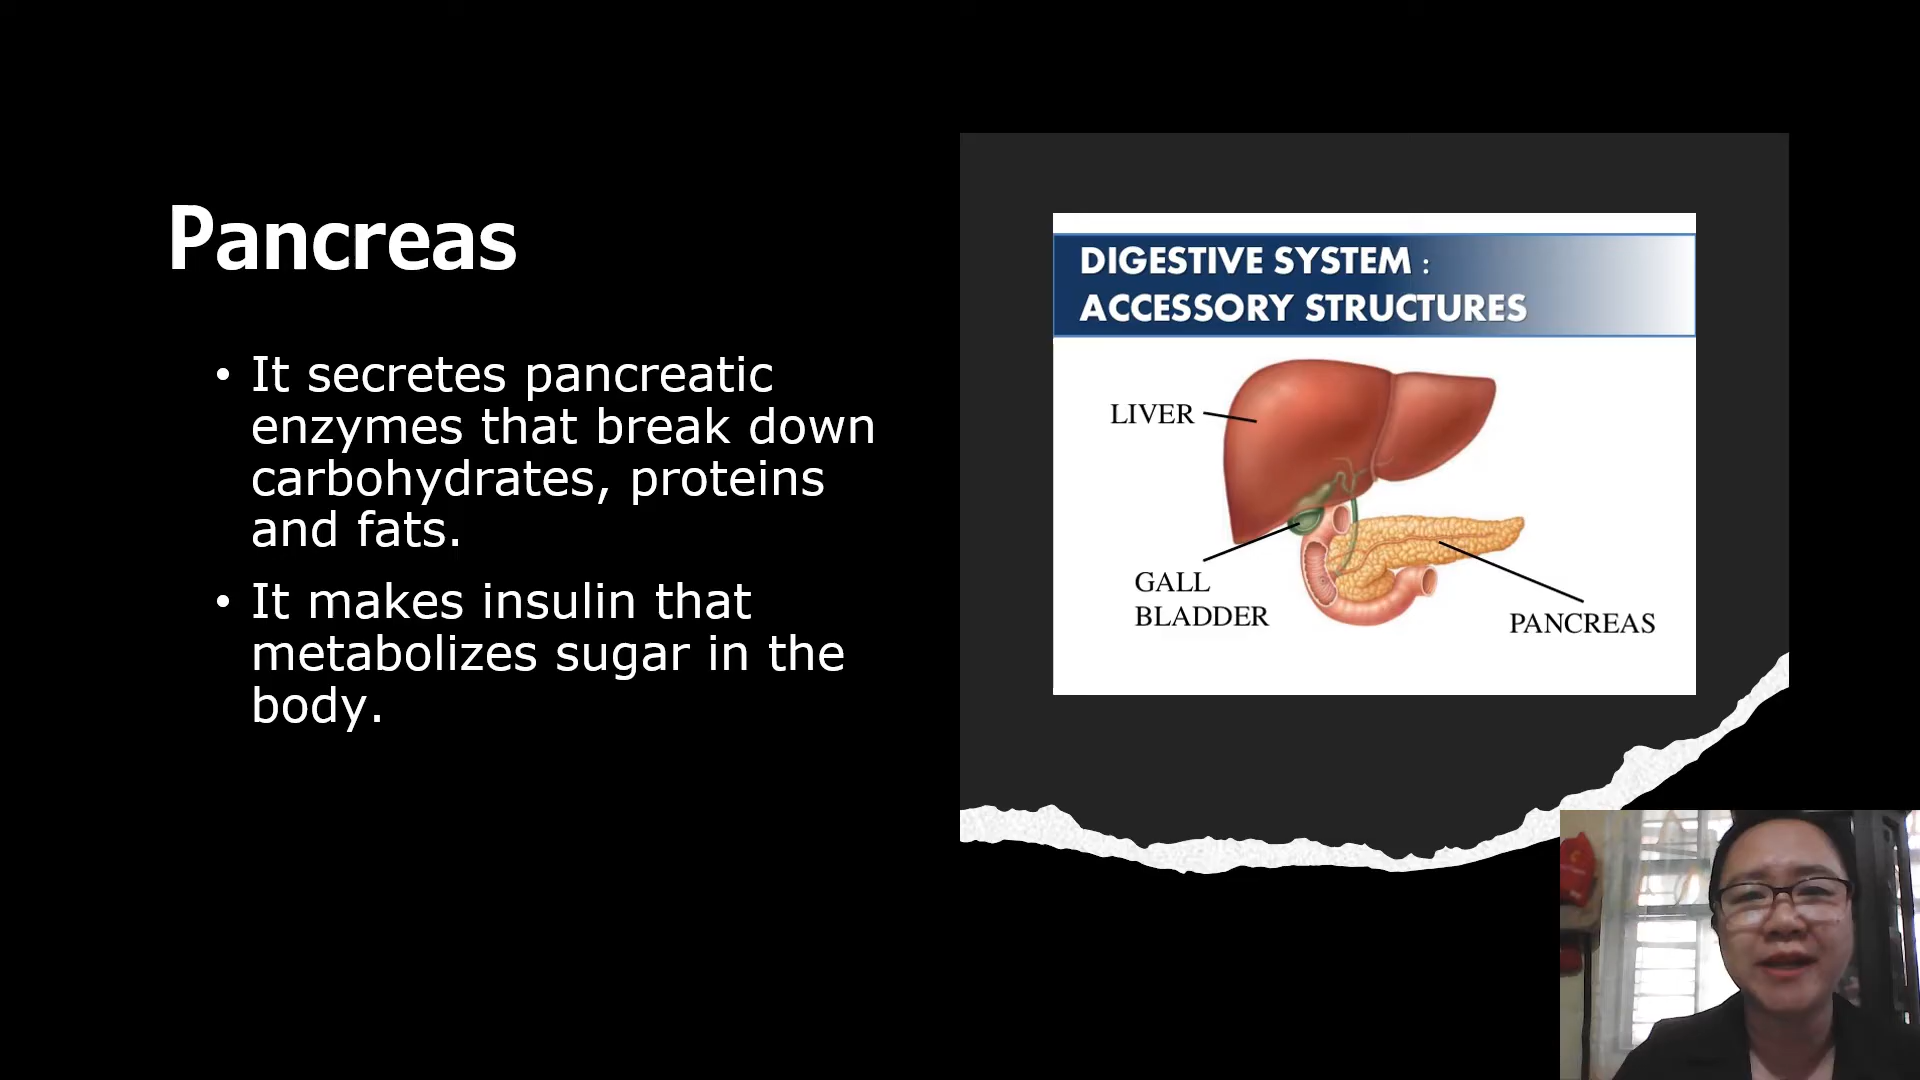 Pancreas
• It secretes pancreatic
enzymes that break down
carbohydrates, proteins
and fats.
• It makes insulin that
metabolizes sugar in the
body.
DIGESTIVE SYSTEM :
ACCESSORY STRUCTURES
LIVER
GALL
BLADDER
PANCREAS